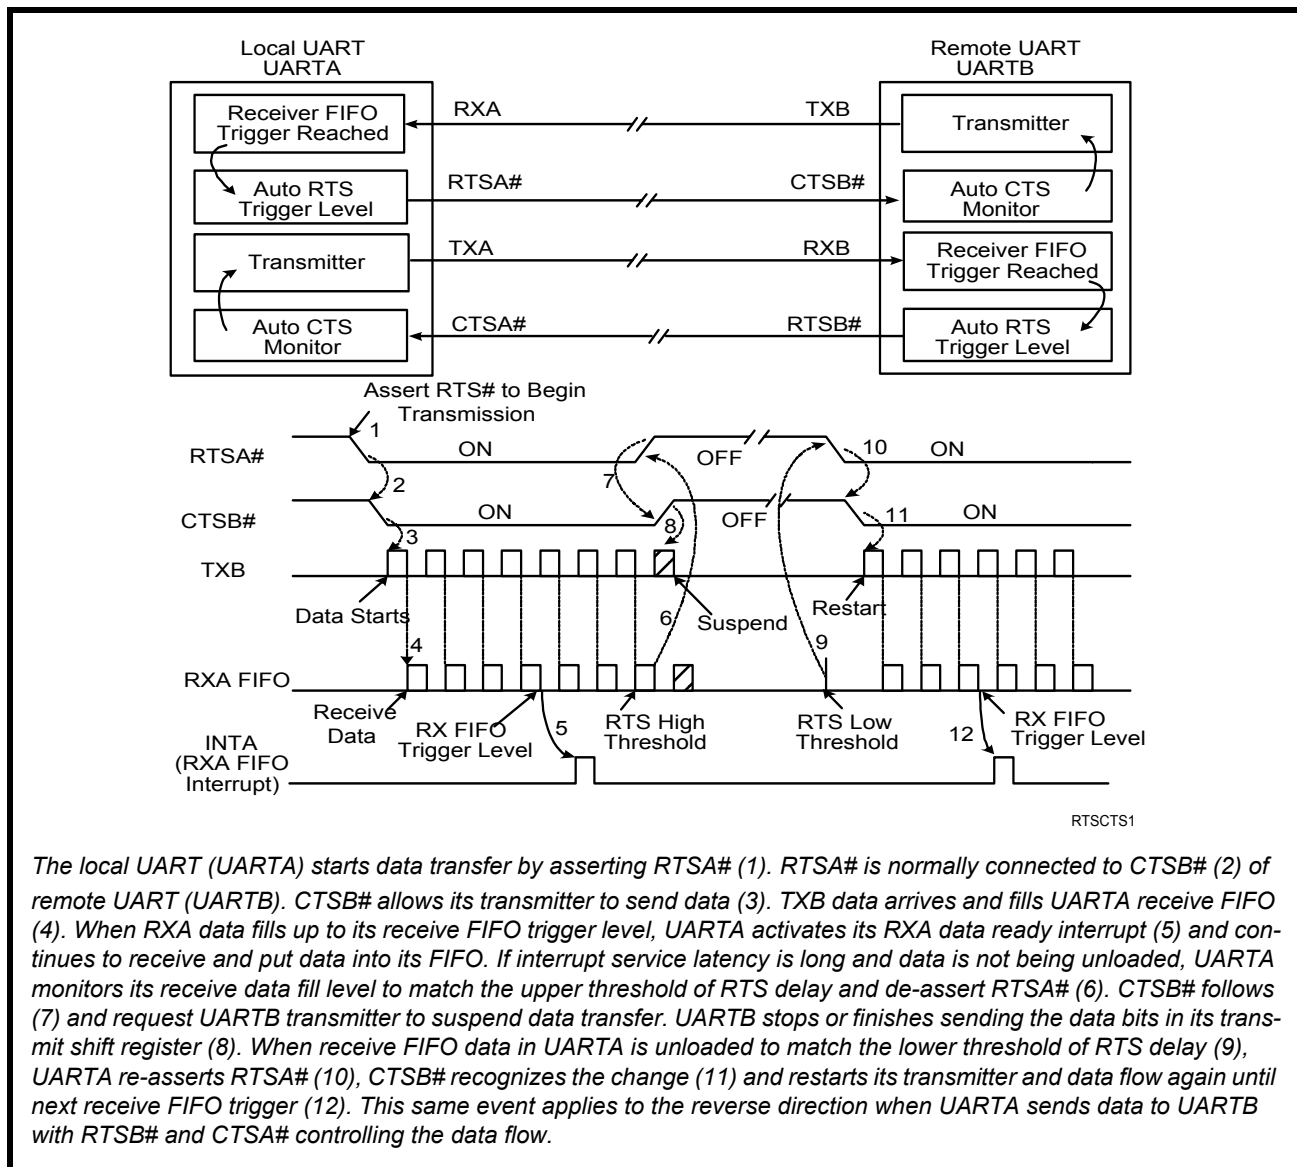 Local UART
UARTA
Remote UART
UARTB
Receiver FIFO
Trigger Reached
RXA
TXB
Transmitter
Auto RTS
Trigger Level
RTSA#
CTSB#
Auto CTS
Monitor
Transmitter
TXA
RXB
Receiver FIFO
Trigger Reached
Auto CTS
Monitor
CTSA#
RTSB#
Auto RTS
Trigger Level
Assert RTS# to Begin
Transmission
RTSA#
1
ON
OFF
10
ON
2
7
CTSB#
ON
8
OFF
11
ON
3
TXB
Data Starts
6
Suspend
Restart
4
9
RXA FIFO
Receive
Data
RX FIFO
Trigger Level
5
RTS High
Threshold
RTS Low
Threshold
12
RX FIFO
Trigger Level
INTA
(RXA FIFO
Interrupt)
RTSCTS1
The local UART (UARTA) starts data transfer by asserting RTSA# (1). RTSA# is normally connected to CTSB# (2) of
remote UART (UARTB). CTSB# allows its transmitter to send data (3). TXB data arrives and fills UARTA receive FIFO
(4). When RXA data fills up to its receive FIFO trigger level, UARTA activates its RXA data ready interrupt (5) and con-
tinues to receive and put data into its FIFO. If interrupt service latency is long and data is not being unloaded, UARTA
monitors its receive data fill level to match the upper threshold of RTS delay and de-assert RTSA# (6). CTSB# follows
(7) and request UARTB transmitter to suspend data transfer. UARTB stops or finishes sending the data bits in its trans-
mit shift register (8). When receive FIFO data in UARTA is unloaded to match the lower threshold of RTS delay (9),
UARTA re-asserts RTSA# (10), CTSB# recognizes the change (11) and restarts its transmitter and data flow again until
next receive FIFO trigger (12). This same event applies to the reverse direction when UARTA sends data to UARTB
with RTSB# and CTSA# controlling the data flow.